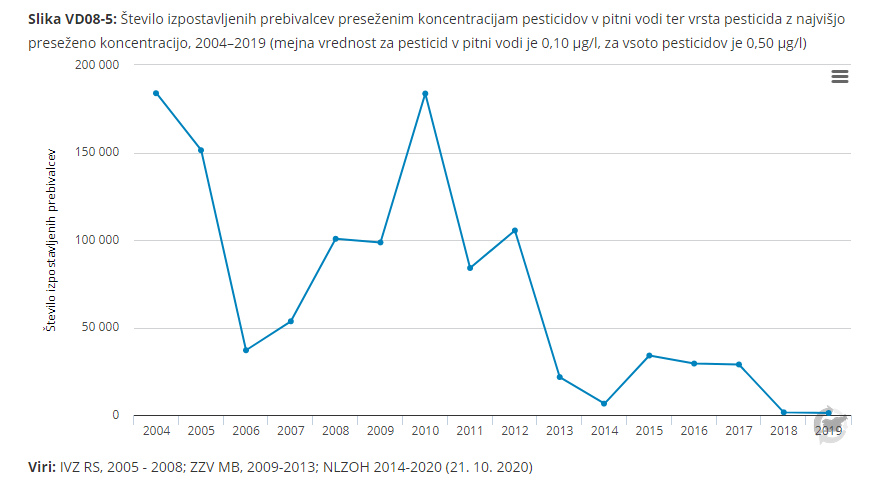 Slika VD08-5: Število izpostavljenih prebivalcev preseženim koncentracijam pesticidov v pitni vodi ter vrsta pesticida z najvišjo
preseženo koncentracijo, 2004–2019 (mejna vrednost za pesticid v pitni vodi je 0,10 µg/l, za vsoto pesticidov je 0,50 µg/l)
200 000
150 000
100 000
50 000
0
Število izpostavljenih prebivalcev
2004 2005 2006 2007 2008 2009 2010 2011 2012 2013 2014 2015 2016 2017 2018 2019
Viri: IVZ RS, 2005 - 2008; ZZV MB, 2009-2013; NLZOH 2014-2020 (21. 10. 2020)